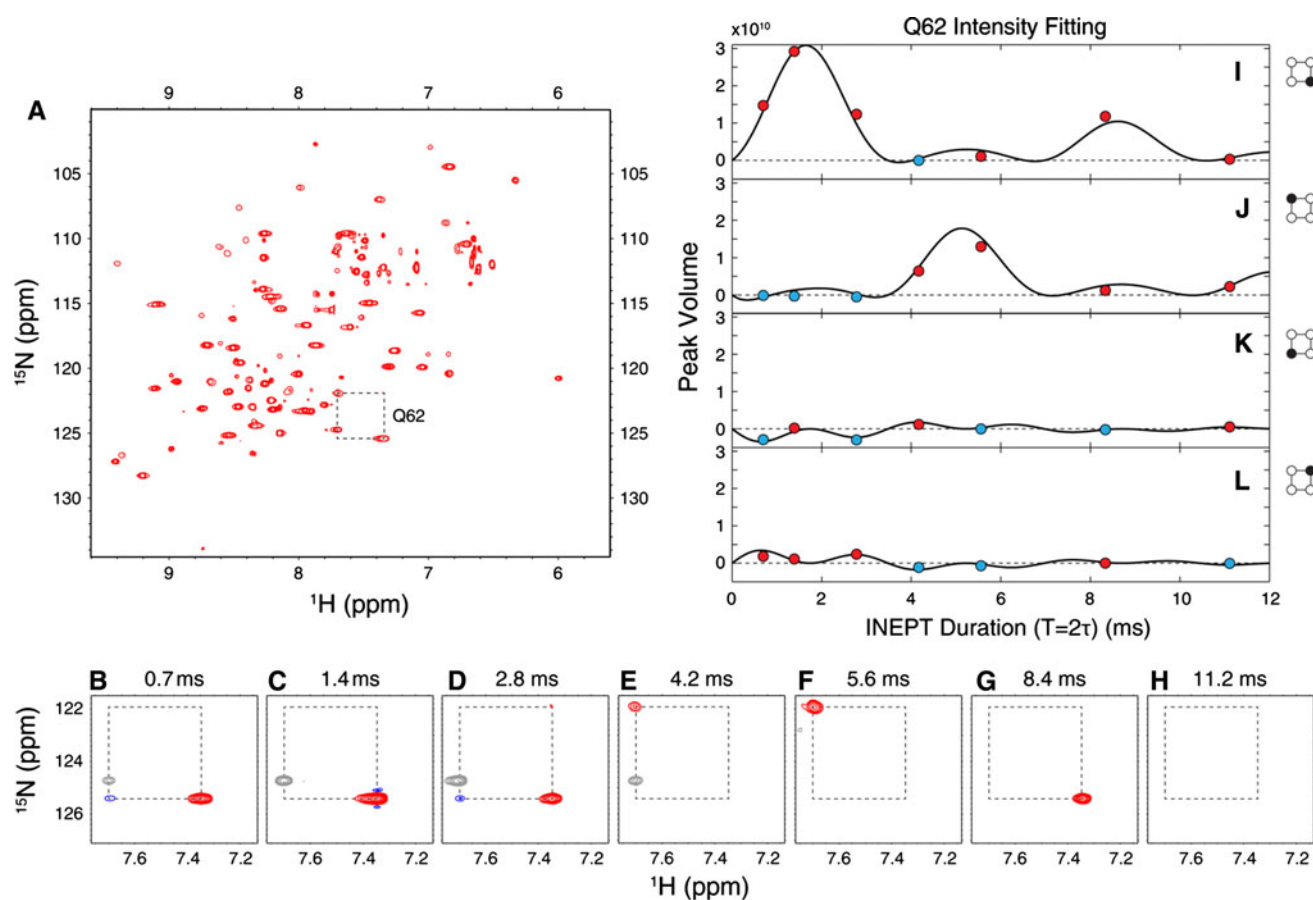 A
9 8 7 6
105 105
110 110
115 115
120 120
125 125
130 130
Q62
9 8 7 6
¹⁵N (ppm)
¹H (ppm)
Q62 Intensity Fitting
x10¹⁰
3
2
1
0
I
3
2
1
0
J
3
2
1
0
K
3
2
1
0
L
Peak Volume
0 2 4 6 8 10 12
INEPT Duration (T=2τ) (ms)
B 0.7 ms
C 1.4 ms
D 2.8 ms
E 4.2 ms
F 5.6 ms
G 8.4 ms
H 11.2 ms
122
124
126
¹⁵N (ppm)
7.6 7.4 7.2 7.6 7.4 7.2 7.6 7.4 7.2 7.6 7.4 7.2 7.6 7.4 7.2 7.6 7.4 7.2 7.6 7.4 7.2
¹H (ppm)